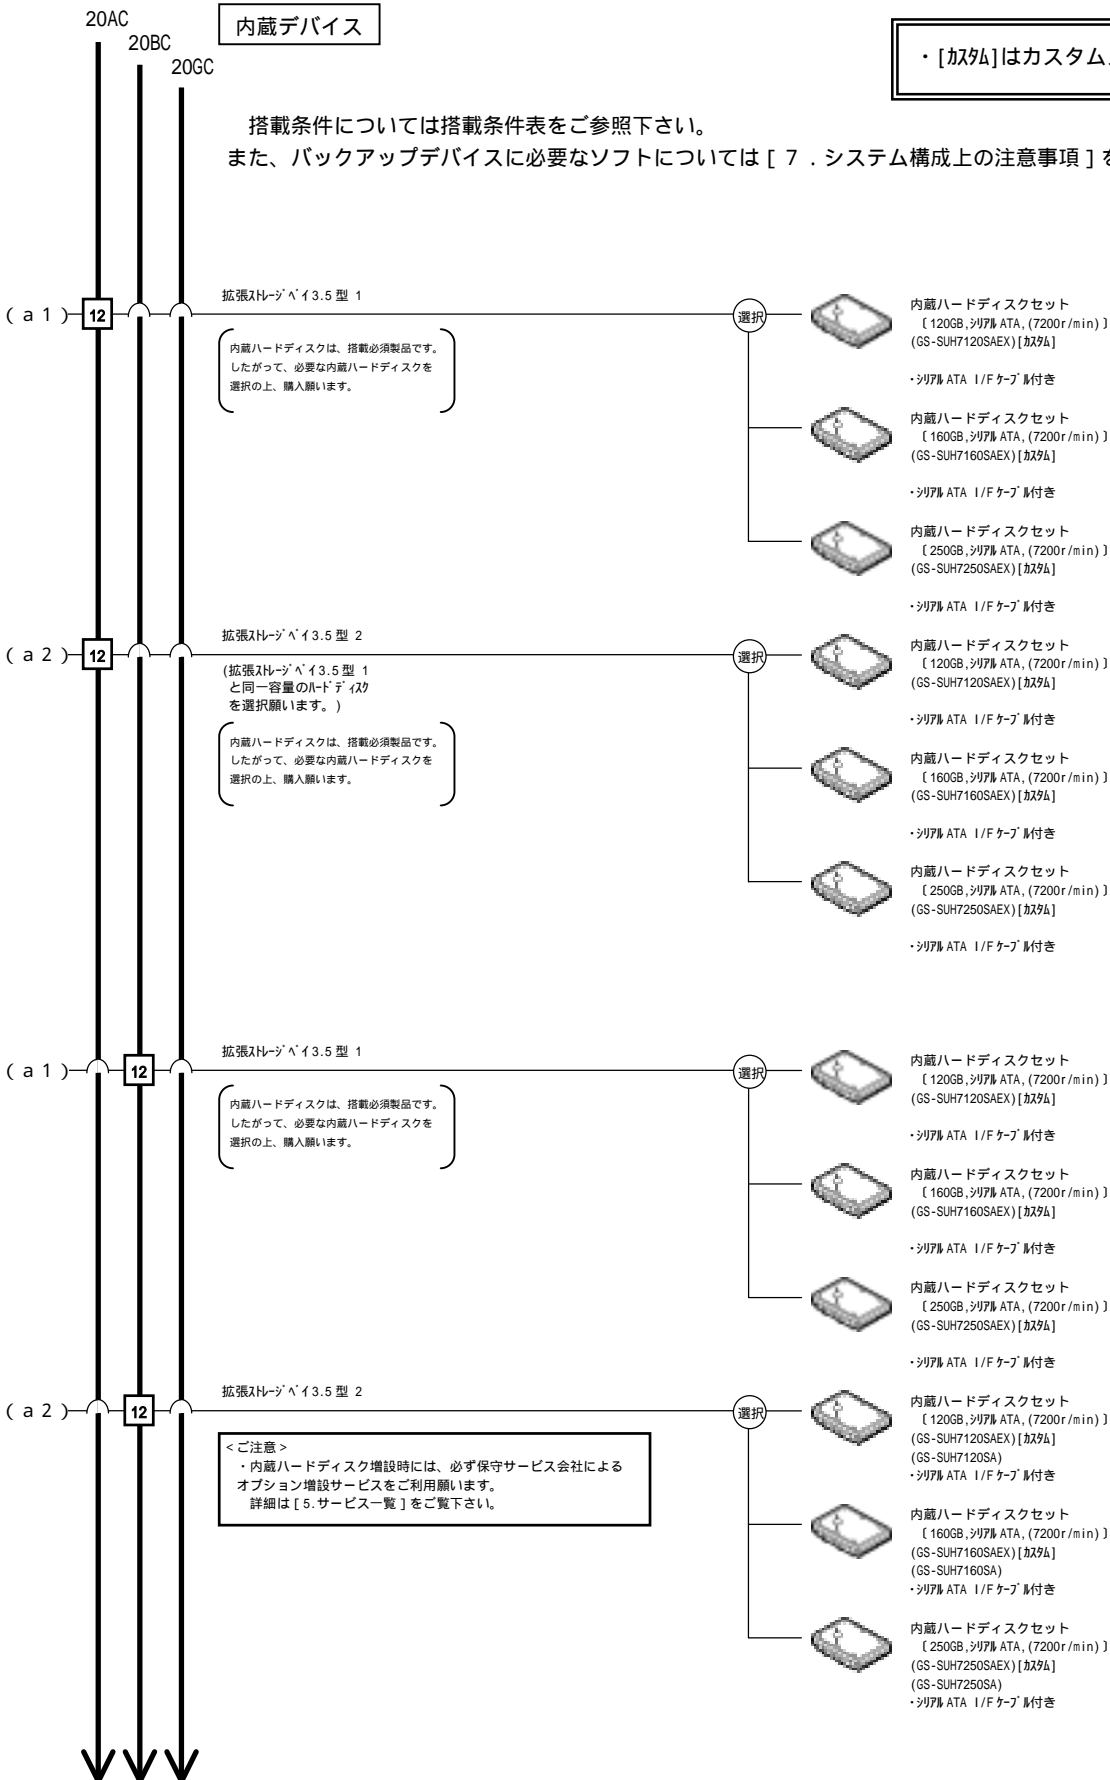 20AC
20BC
20GC
内蔵デバイス
・[ｶｽﾀﾑ]はカスタム
搭載条件については搭載条件表をご参照下さい。
また、バックアップデバイスに必要なソフトについては［７．システム構成上の注意事項］を
(a1)
12
拡張ｽﾄﾚｰｼﾞﾍﾞｲ3.5型 1
内蔵ハードディスクは、搭載必須製品です。
したがって、必要な内蔵ハードディスクを
選択の上、購入願います。
選択
内蔵ハードディスクセット
〔120GB,ｼﾘｱﾙATA,(7200r/min)〕
(GS-SUH7120SAEX)[ｶｽﾀﾑ]
・ｼﾘｱﾙATA I/Fｹｰﾌﾞﾙ付き
内蔵ハードディスクセット
〔160GB,ｼﾘｱﾙATA,(7200r/min)〕
(GS-SUH7160SAEX)[ｶｽﾀﾑ]
・ｼﾘｱﾙATA I/Fｹｰﾌﾞﾙ付き
内蔵ハードディスクセット
〔250GB,ｼﾘｱﾙATA,(7200r/min)〕
(GS-SUH7250SAEX)[ｶｽﾀﾑ]
・ｼﾘｱﾙATA I/Fｹｰﾌﾞﾙ付き
(a2)
12
拡張ｽﾄﾚｰｼﾞﾍﾞｲ3.5型 2
(拡張ｽﾄﾚｰｼﾞﾍﾞｲ3.5型 1
と同一容量のﾊｰﾄﾞﾃﾞｨｽｸ
を選択願います。)
内蔵ハードディスクは、搭載必須製品です。
したがって、必要な内蔵ハードディスクを
選択の上、購入願います。
選択
内蔵ハードディスクセット
〔120GB,ｼﾘｱﾙATA,(7200r/min)〕
(GS-SUH7120SAEX)[ｶｽﾀﾑ]
・ｼﾘｱﾙATA I/Fｹｰﾌﾞﾙ付き
内蔵ハードディスクセット
〔160GB,ｼﾘｱﾙATA,(7200r/min)〕
(GS-SUH7160SAEX)[ｶｽﾀﾑ]
・ｼﾘｱﾙATA I/Fｹｰﾌﾞﾙ付き
内蔵ハードディスクセット
〔250GB,ｼﾘｱﾙATA,(7200r/min)〕
(GS-SUH7250SAEX)[ｶｽﾀﾑ]
・ｼﾘｱﾙATA I/Fｹｰﾌﾞﾙ付き
(a1)
12
拡張ｽﾄﾚｰｼﾞﾍﾞｲ3.5型 1
内蔵ハードディスクは、搭載必須製品です。
したがって、必要な内蔵ハードディスクを
選択の上、購入願います。
選択
内蔵ハードディスクセット
〔120GB,ｼﾘｱﾙATA,(7200r/min)〕
(GS-SUH7120SAEX)[ｶｽﾀﾑ]
・ｼﾘｱﾙATA I/Fｹｰﾌﾞﾙ付き
内蔵ハードディスクセット
〔160GB,ｼﾘｱﾙATA,(7200r/min)〕
(GS-SUH7160SAEX)[ｶｽﾀﾑ]
・ｼﾘｱﾙATA I/Fｹｰﾌﾞﾙ付き
内蔵ハードディスクセット
〔250GB,ｼﾘｱﾙATA,(7200r/min)〕
(GS-SUH7250SAEX)[ｶｽﾀﾑ]
・ｼﾘｱﾙATA I/Fｹｰﾌﾞﾙ付き
(a2)
12
拡張ｽﾄﾚｰｼﾞﾍﾞｲ3.5型 2
<ご注意>
・内蔵ハードディスク増設時には、必ず保守サービス会社による
オプション増設サービスをご利用願います。
詳細は［5.サービス一覧］をご覧下さい。
選択
内蔵ハードディスクセット
〔120GB,ｼﾘｱﾙATA,(7200r/min)〕
(GS-SUH7120SAEX)[ｶｽﾀﾑ]
(GS-SUH7120SA)
・ｼﾘｱﾙATA I/Fｹｰﾌﾞﾙ付き
内蔵ハードディスクセット
〔160GB,ｼﾘｱﾙATA,(7200r/min)〕
(GS-SUH7160SAEX)[ｶｽﾀﾑ]
(GS-SUH7160SA)
・ｼﾘｱﾙATA I/Fｹｰﾌﾞﾙ付き
内蔵ハードディスクセット
〔250GB,ｼﾘｱﾙATA,(7200r/min)〕
(GS-SUH7250SAEX)[ｶｽﾀﾑ]
(GS-SUH7250SA)
・ｼﾘｱﾙATA I/Fｹｰﾌﾞﾙ付き